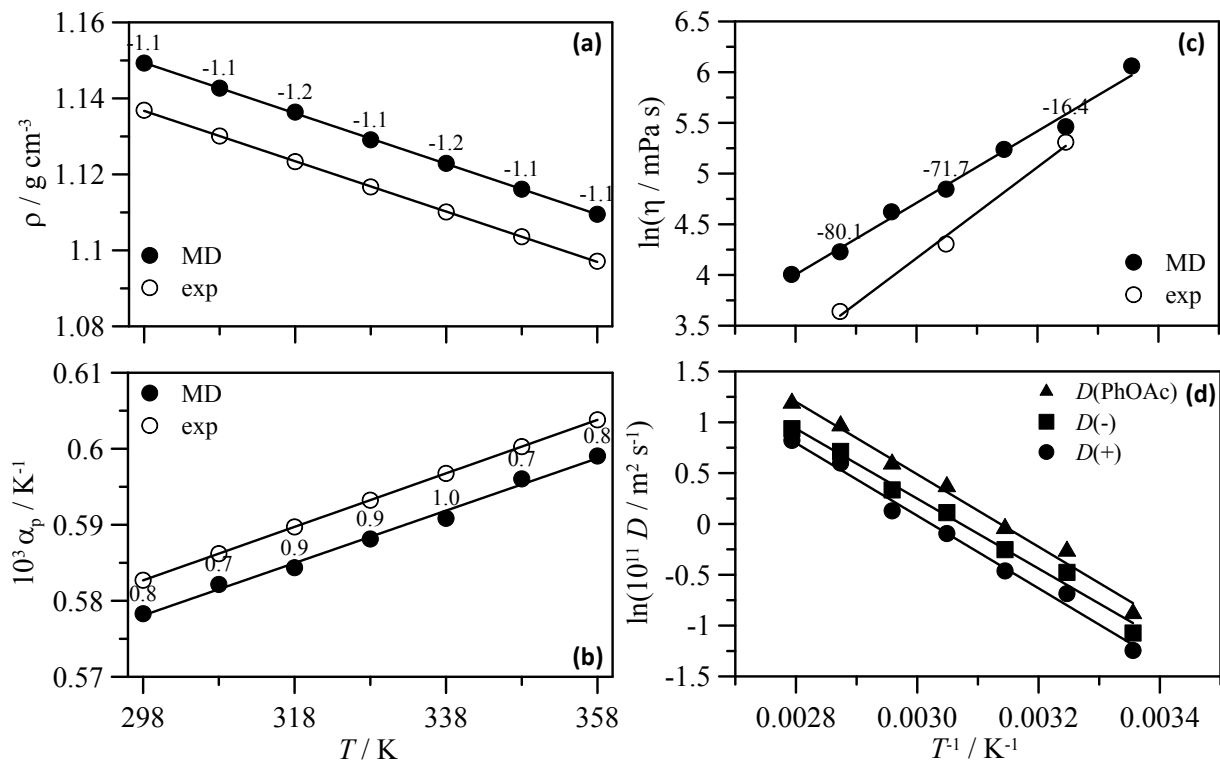 1.16
(a)
-1.1
-1.1
1.14
-1.2
-1.1
-1.2
-1.1
-1.1
1.12
1.1
1.08
ρ / g cm⁻³
MD
exp
6.5
(c)
6
-16.4
5.5
-71.7
5
4.5
-80.1
4
3.5
ln(η / mPa s)
MD
exp
0.61
MD
exp
0.6
0.59
0.58
0.57
10³ αₚ / K⁻¹
0.8
0.7
0.9
0.9
1.0
0.7
0.8
(b)
298
318
338
358
T / K
1.5
1
0.5
0
-0.5
-1
-1.5
ln(10¹¹ D / m² s⁻¹)
D(PhOAc)
(d)
D(-)
D(+)
0.0028
0.0030
0.0032
0.0034
T⁻¹ / K⁻¹